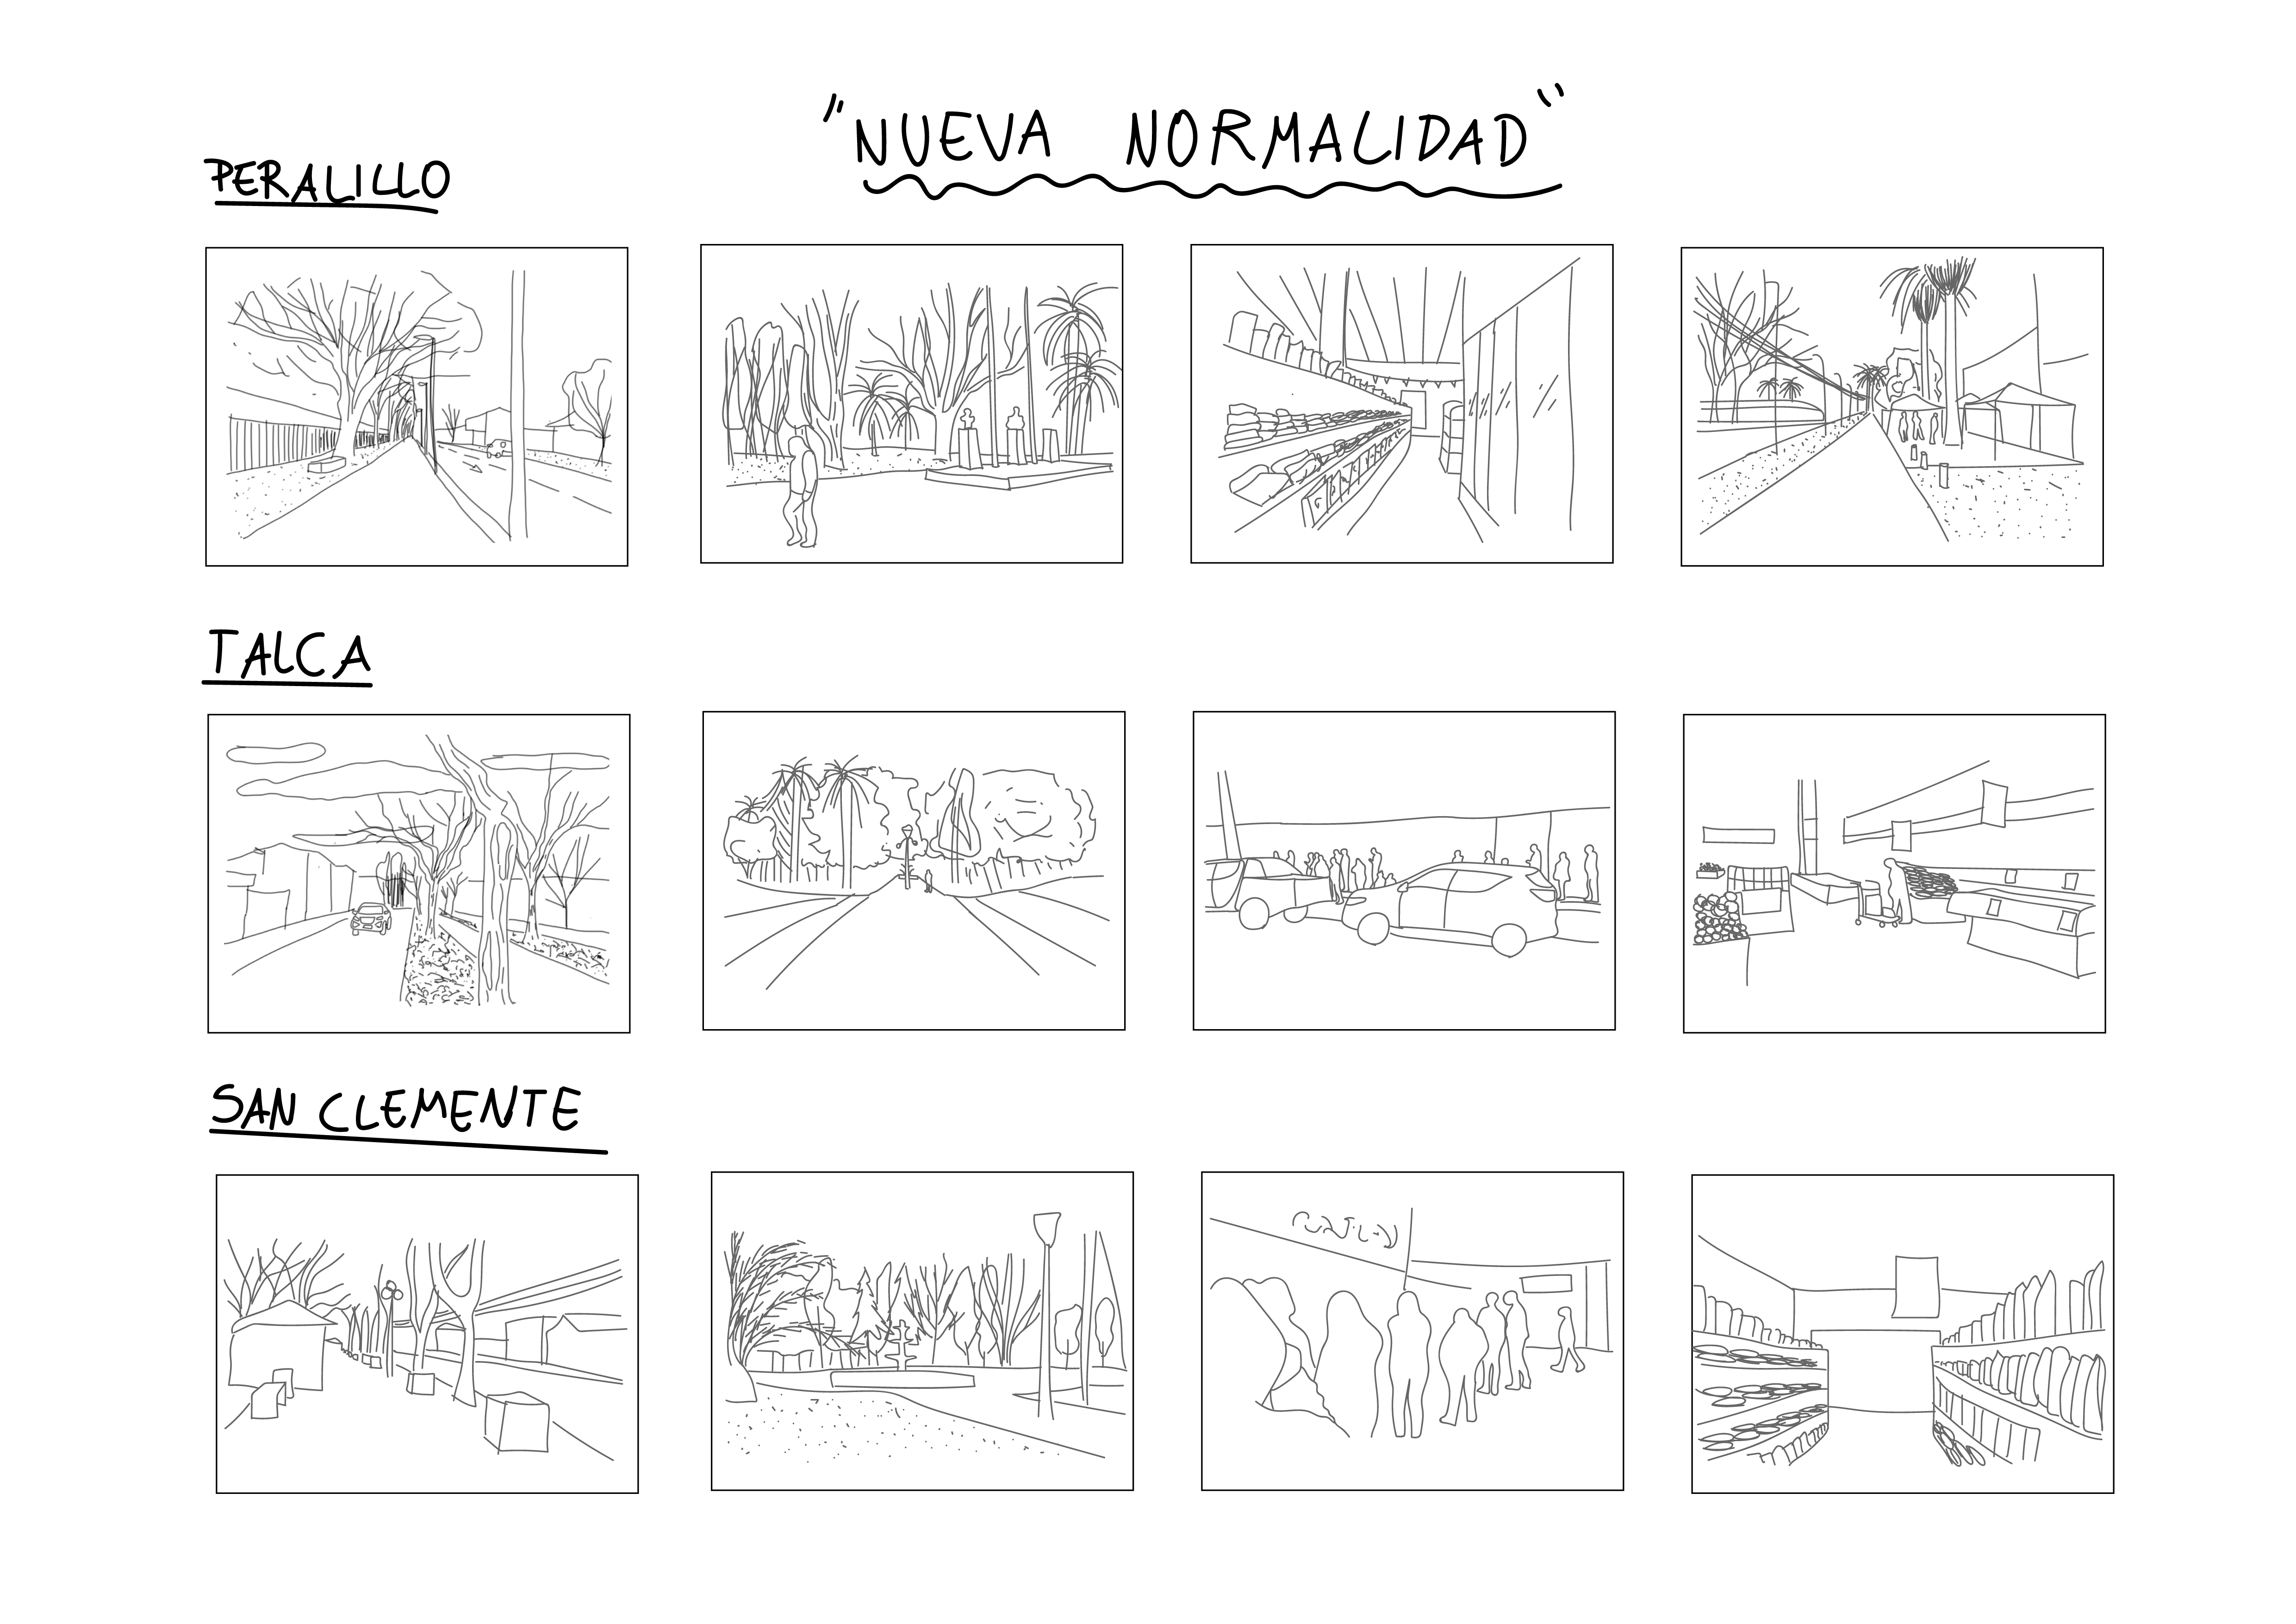 "NUEVA NORMALIDAD"
PERALILLO
TALCA
SAN CLEMENTE